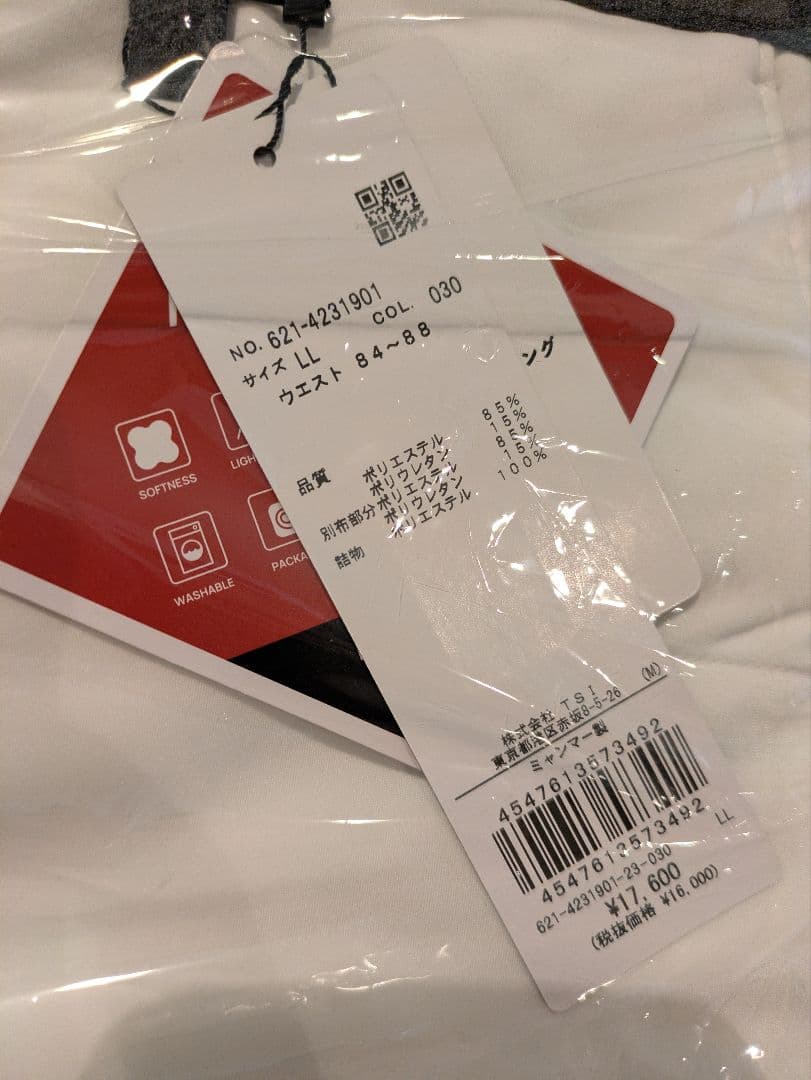 NO. 621-4231901
サイズ LL COL. 030
ウエスト 84~88
ング
品質 ポリエステル 85%
ポリウレタン 15%
別布部分 ポリエステル 85%
ポリウレタン 15%
詰物 ポリエステル 100%
SOFTNESS
WASHABLE
株式会社 TSI
東京都港区赤坂8-5-26 (M)
ミャンマー製
4547613573492
4547613573492
621-4231901-23-030 LL
¥17,600
(税抜価格 ¥16,000)